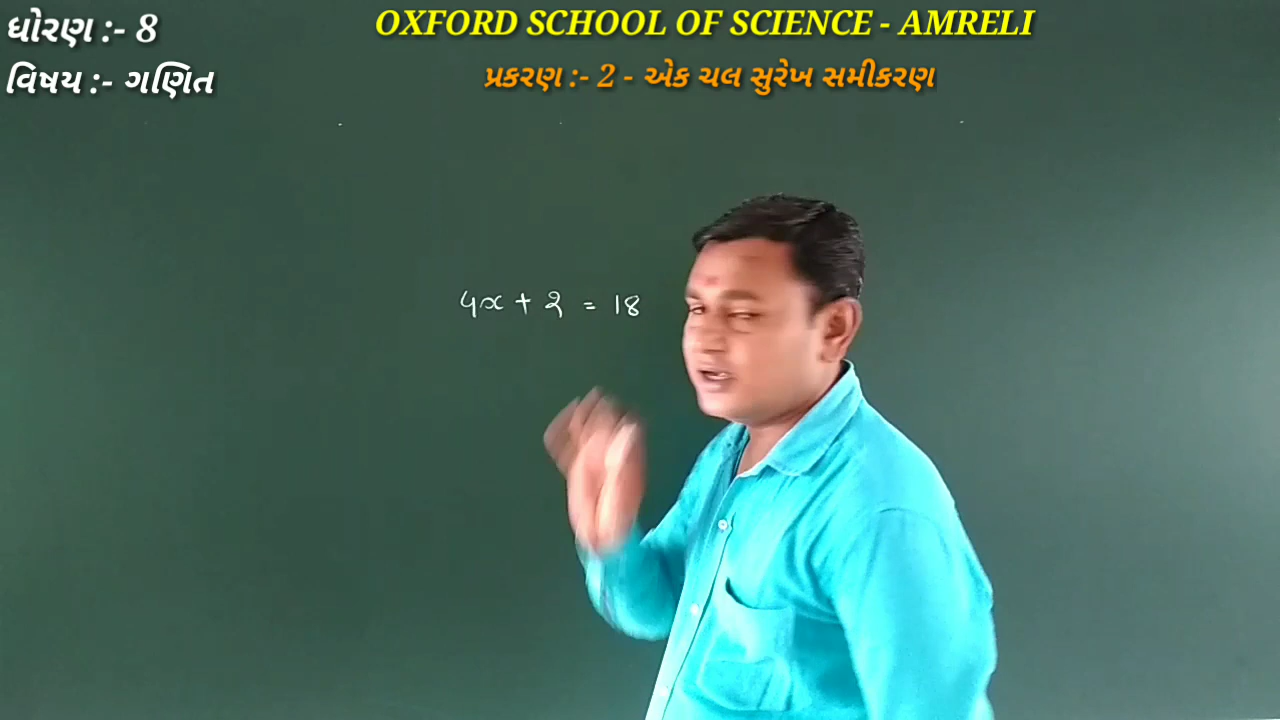 ધોરણ :- 8
OXFORD SCHOOL OF SCIENCE - AMRELI
વિષય :- ગણિત
પ્રકરણ :- 2 - એક ચલ સુરેખ સમીકરણ
4x + 2 = 18